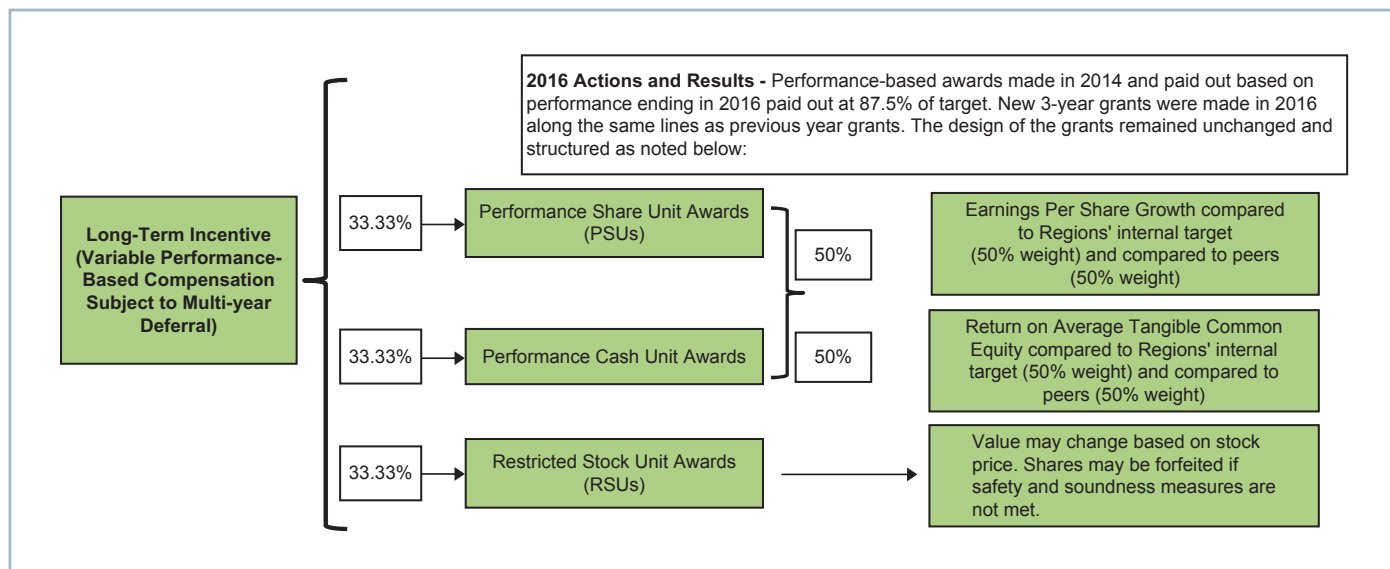 2016 Actions and Results - Performance-based awards made in 2014 and paid out based on
performance ending in 2016 paid out at 87.5% of target. New 3-year grants were made in 2016
along the same lines as previous year grants. The design of the grants remained unchanged and
structured as noted below:
Long-Term Incentive
(Variable Performance-
Based Compensation
Subject to Multi-year
Deferral)
33.33%
Performance Share Unit Awards
(PSUs)
50%
Earnings Per Share Growth compared
to Regions' internal target
(50% weight) and compared to peers
(50% weight)
33.33%
Performance Cash Unit Awards
50%
Return on Average Tangible Common
Equity compared to Regions' internal
target (50% weight) and compared to
peers (50% weight)
33.33%
Restricted Stock Unit Awards
(RSUs)
Value may change based on stock
price. Shares may be forfeited if
safety and soundness measures are
not met.